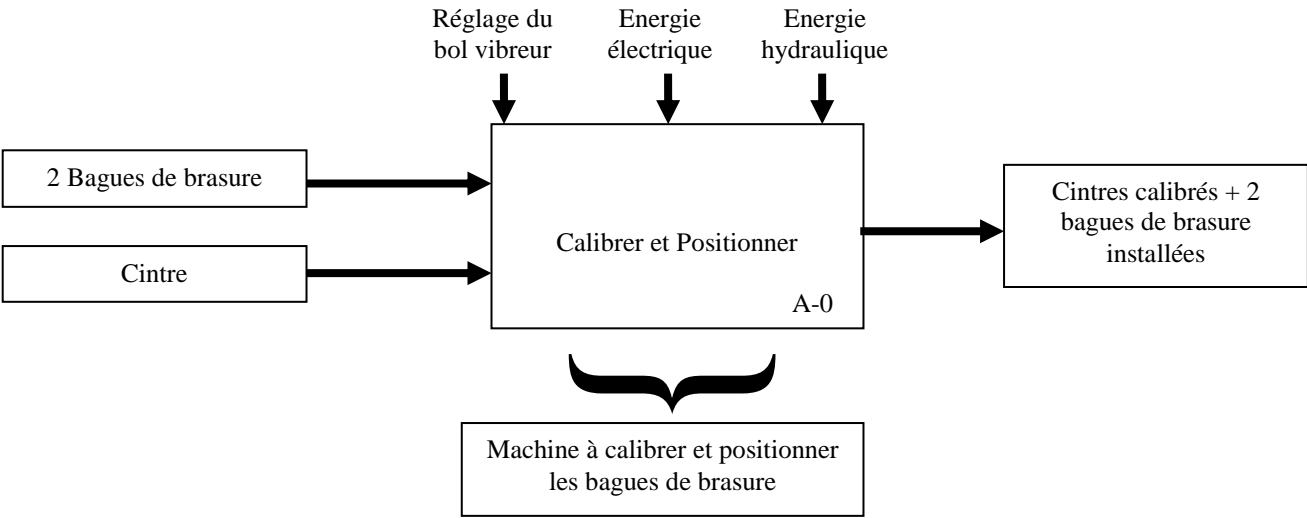 Réglage du
bol vibreur
Energie
électrique
Energie
hydraulique
2 Bagues de brasure
Cintre
Calibrer et Positionner
A-0
Cintres calibrés + 2
bagues de brasure
installées
Machine à calibrer et positionner
les bagues de brasure